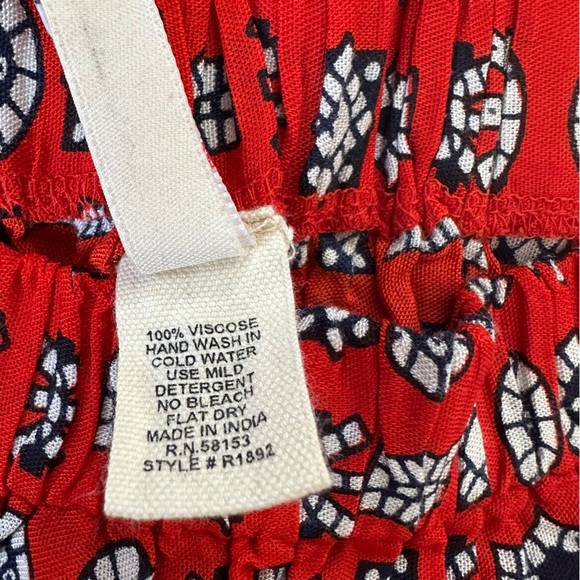 100% VISCOSE
HAND WASH IN
COLD WATER
USE MILD
DETERGENT
NO BLEACH
FLAT DRY
MADE IN INDIA
R.N.58153
STYLE # R1892